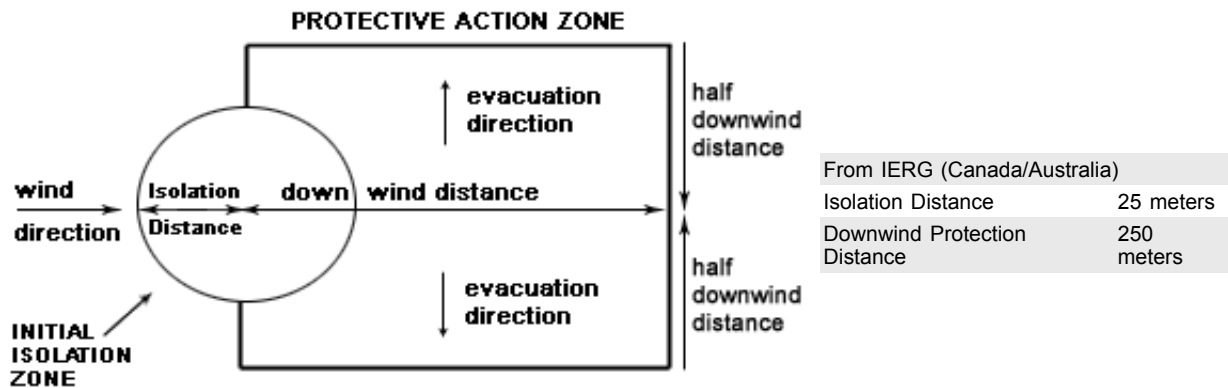 PROTECTIVE ACTION ZONE
evacuation
direction
half
downwind
distance
wind
direction
Isolation
Distance
down wind distance
evacuation
direction
half
downwind
distance
INITIAL
ISOLATION
ZONE
From IERG (Canada/Australia)
Isolation Distance 25 meters
Downwind Protection 250
Distance meters